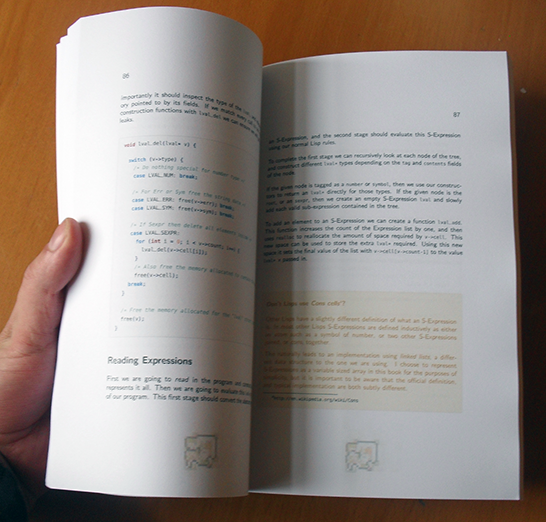 86
importantly it should inspect the type of the
ory pointed to by its fields. If we match every
construction functions with lval_del we can ensure
leaks.
void lval_del(lval* v) {
switch (v->type) {
/* Do nothing special for number type */
case LVAL_NUM: break;
/* For Err or Sym free the string data */
case LVAL_ERR: free(v->err); break;
case LVAL_SYM: free(v->sym); break;
/* If Sexpr then delete all elements inside */
case LVAL_SEXPR:
for (int i = 0; i < v->count; i++) {
lval_del(v->cell[i]);
}
/* Also free the memory allocated to contain
free(v->cell);
break;
}
/* Free the memory allocated for the
free(v);
}
Reading Expressions
First we are going to read in the program and
represents it all. Then we are going to evaluate
of our program. This first stage should convert the
87
an S-Expression, and the second stage should evaluate this S-Expression
using our normal Lisp rules.
To complete the first stage we can recursively look at each node of the tree,
and construct different lval* types depending on the tag and contents fields
of the node.
If the given node is tagged as a number or symbol, then we use our construc-
tors to return an lval* directly for those types. If the given node is the
root, or an sexpr, then we create an empty S-Expression lval and slowly
add each valid sub-expression contained in the tree.
To add an element to an S-Expression we can create a function lval_add.
This function increases the count of the Expression list by one, and then
uses realloc to reallocate the amount of space required by v->cell. This
new space can be used to store the extra lval* required. Using this new
space it sets the final value of the list with v->cell[v->count-1] to the value
lval* x passed in.
Don't Lisps use Cons cells?
Other Lisps have a slightly different definition of what an S-Expression
is. In most other Lisps S-Expressions are defined inductively as either
an atom such as a symbol of number, or two other S-Expressions
joined, or cons, together.
This naturally leads to an implementation using linked lists, a differ-
ent data structure to the one we are using. I choose to represent
S-Expressions as a variable sized array in this book for the purposes of
simplicity, but it is important to be aware that the official definition,
and typical implementation are both subtly different.